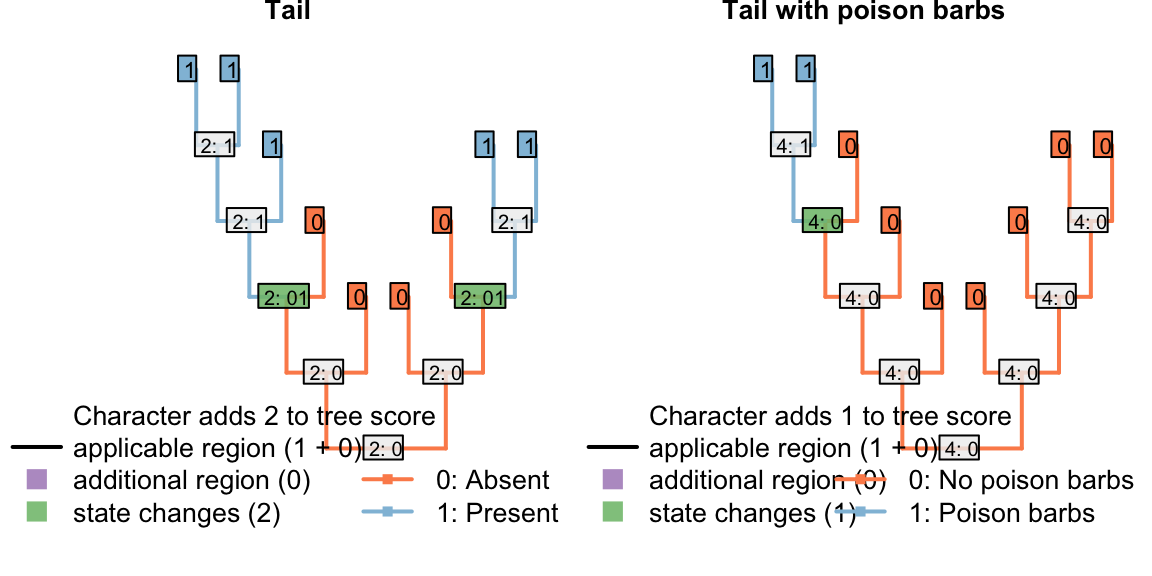 Tail Tail with poison barbs
1 1 1 1
2: 1 1 1 1 4: 1 0 0 0
2: 1 0 0 2: 1 4: 0 0 0 4: 0
2: 01 0 0 2: 01 4: 0 0 0 4: 0
2: 0 2: 0 4: 0 4: 0
Character adds 2 to tree score Character adds 1 to tree score
applicable region (1 + 0) 2: 0 applicable region (1 + 0) 4: 0
additional region (0) 0: Absent additional region (0) 0: No poison barbs
state changes (2) 1: Present state changes (1) 1: Poison barbs